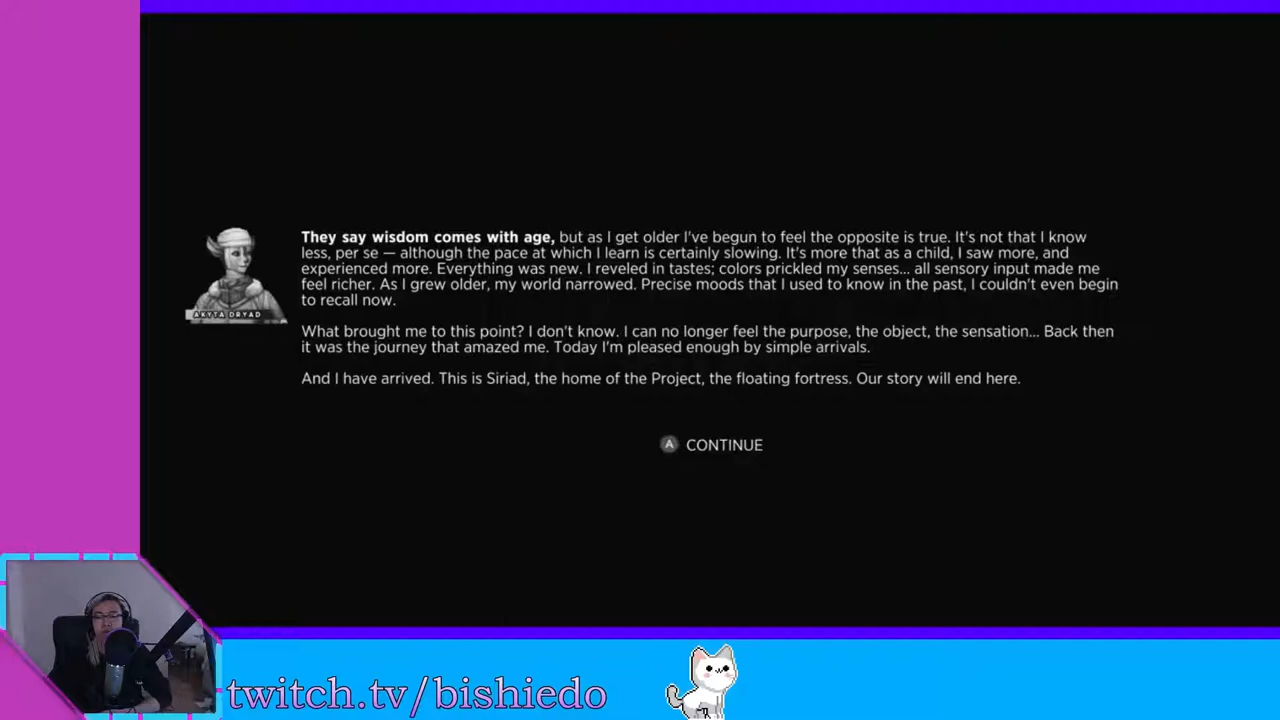 They say wisdom comes with age, but as I get older I've begun to feel the opposite is true. It's not that I know
less, per se — although the pace at which I learn is certainly slowing. It's more that as a child, I saw more, and
experienced more. Everything was new. I reveled in tastes; colors prickled my senses... all sensory input made me
feel richer. As I grew older, my world narrowed. Precise moods that I used to know in the past, I couldn't even begin
to recall now.
AKYTA DRYAD
What brought me to this point? I don't know. I can no longer feel the purpose, the object, the sensation... Back then
it was the journey that amazed me. Today I'm pleased enough by simple arrivals.
And I have arrived. This is Siriad, the home of the Project, the floating fortress. Our story will end here.
A CONTINUE
twitch.tv/bishiedo